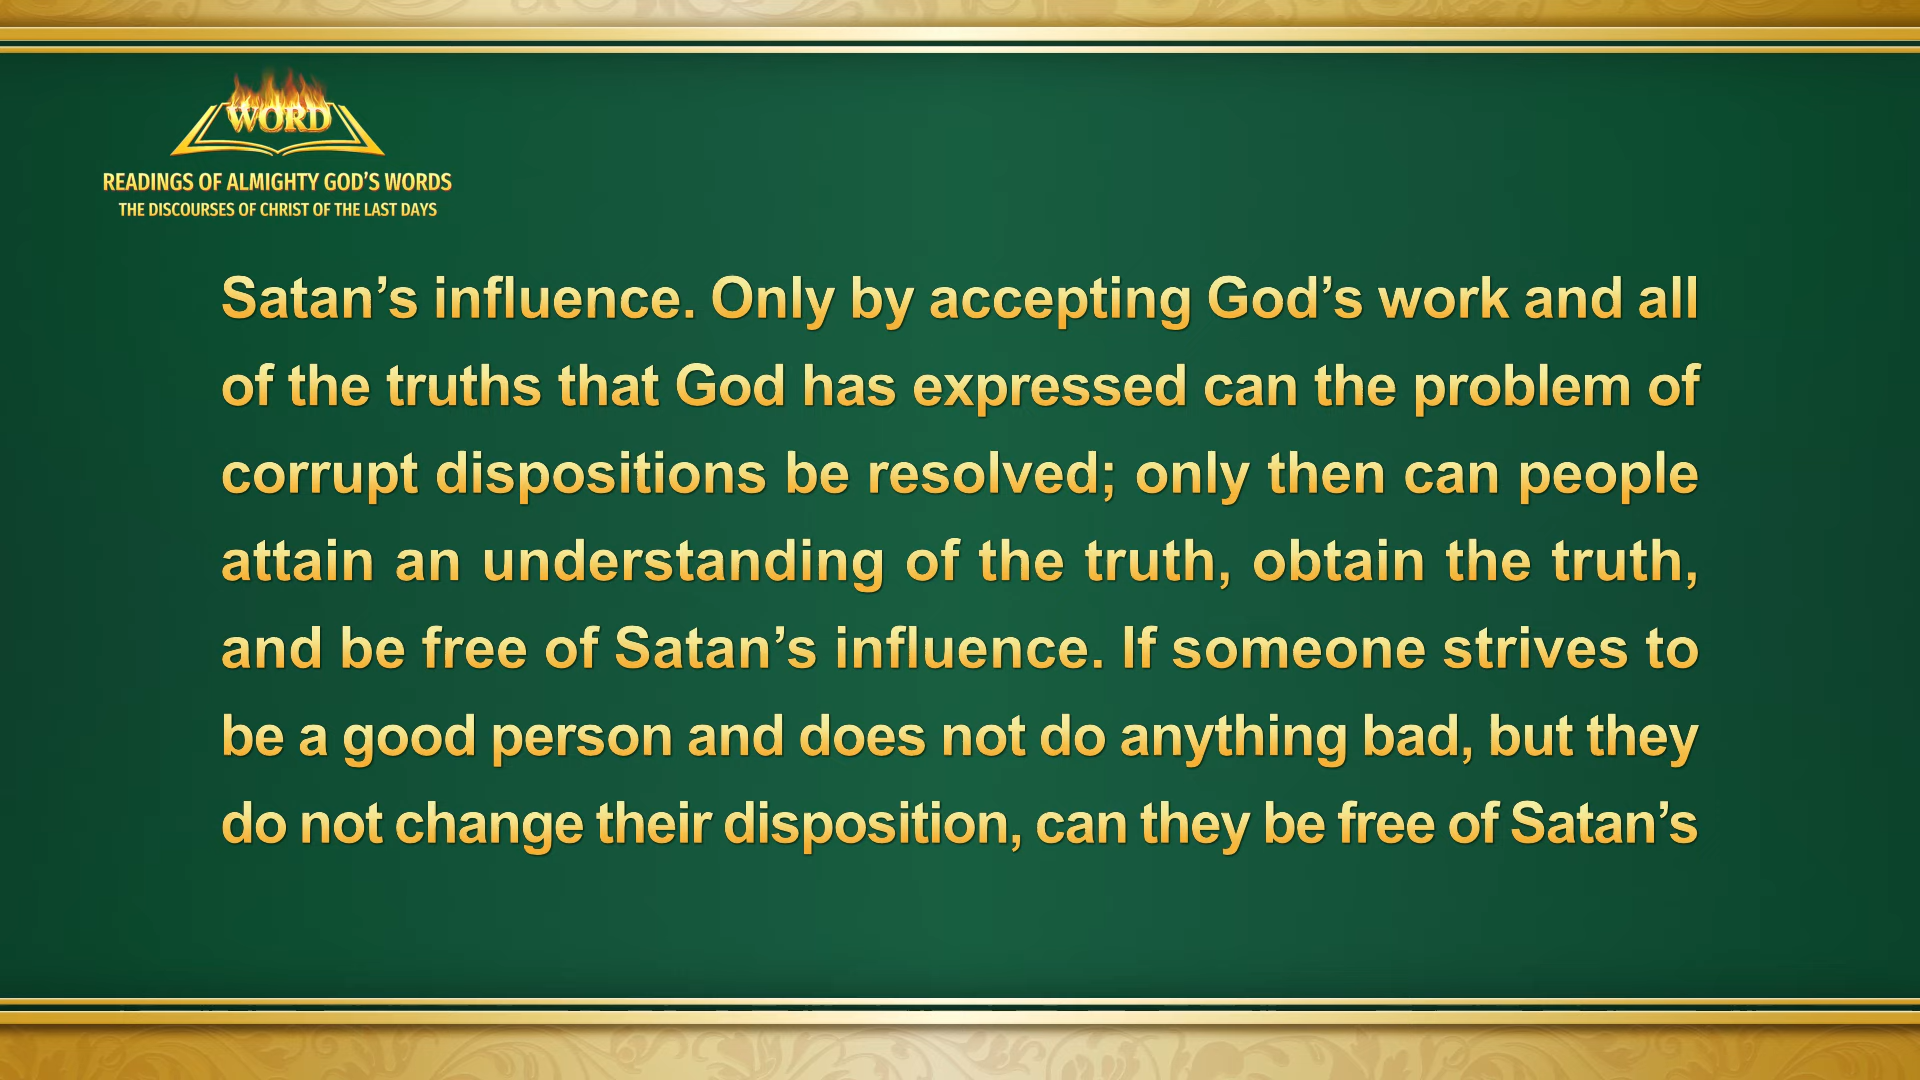 WORD
READINGS OF ALMIGHTY GOD'S WORDS
THE DISCOURSES OF CHRIST OF THE LAST DAYS
Satan’s influence. Only by accepting God’s work and all
of the truths that God has expressed can the problem of
corrupt dispositions be resolved; only then can people
attain an understanding of the truth, obtain the truth,
and be free of Satan’s influence. If someone strives to
be a good person and does not do anything bad, but they
do not change their disposition, can they be free of Satan’s